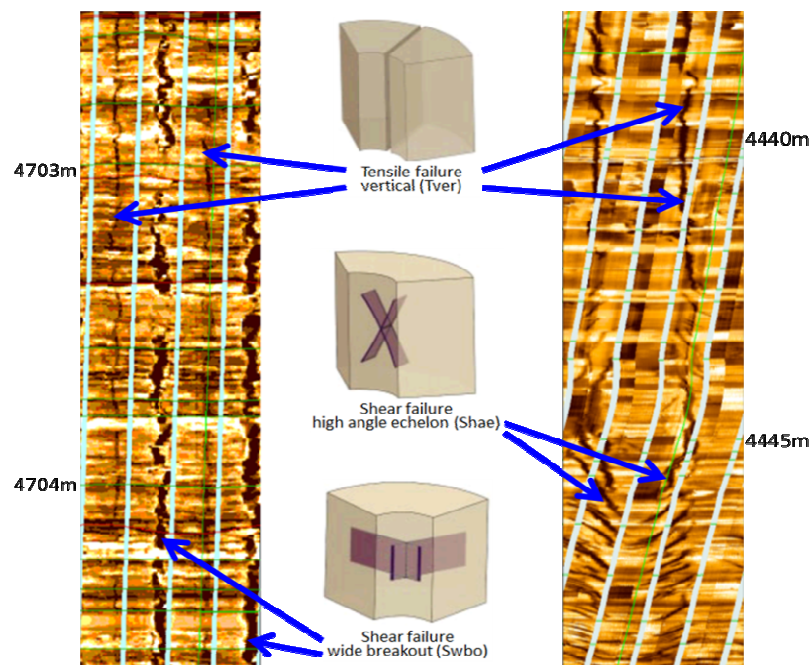 4703m
4704m
Tensile failure
vertical (Tver)
Shear failure
high angle echelon (Shae)
Shear failure
wide breakout (Swbo)
4440m
4445m